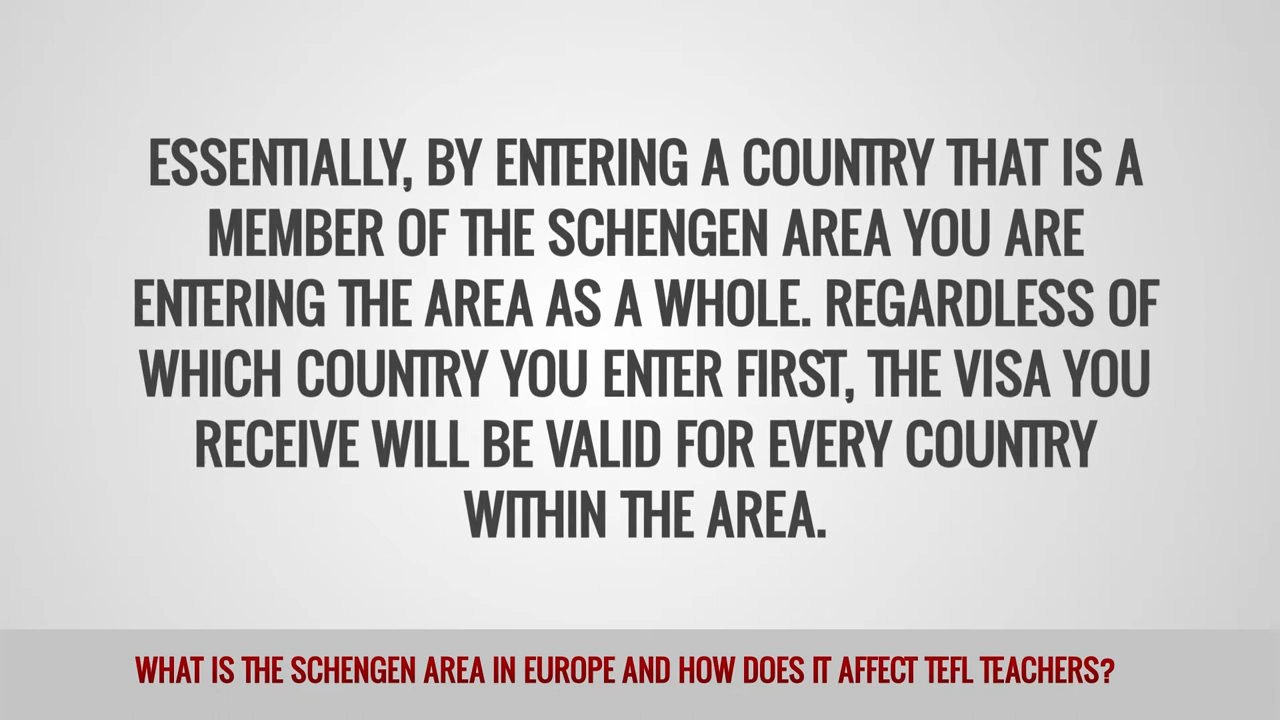 ESSENTIALLY, BY ENTERING A COUNTRY THAT IS A
MEMBER OF THE SCHENGEN AREA YOU ARE
ENTERING THE AREA AS A WHOLE. REGARDLESS OF
WHICH COUNTRY YOU ENTER FIRST, THE VISA YOU
RECEIVE WILL BE VALID FOR EVERY COUNTRY
WITHIN THE AREA.
WHAT IS THE SCHENGEN AREA IN EUROPE AND HOW DOES IT AFFECT TEFL TEACHERS?